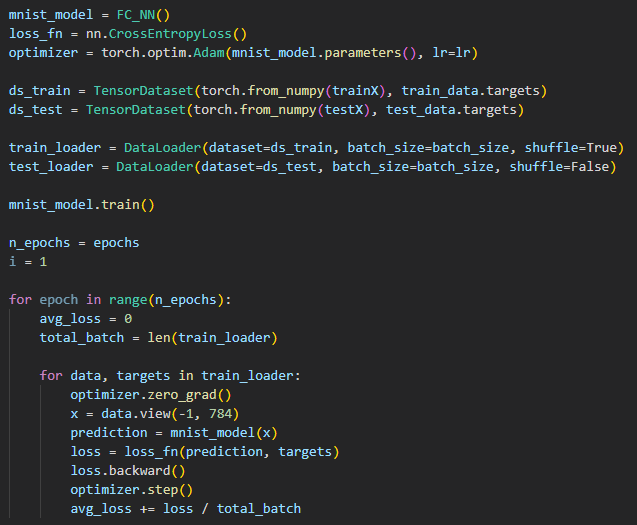 mnist_model = FC_NN()
loss_fn = nn.CrossEntropyLoss()
optimizer = torch.optim.Adam(mnist_model.parameters(), lr=lr)

ds_train = TensorDataset(torch.from_numpy(trainX), train_data.targets)
ds_test = TensorDataset(torch.from_numpy(testX), test_data.targets)

train_loader = DataLoader(dataset=ds_train, batch_size=batch_size, shuffle=True)
test_loader = DataLoader(dataset=ds_test, batch_size=batch_size, shuffle=False)

mnist_model.train()

n_epochs = epochs
i = 1

for epoch in range(n_epochs):
    avg_loss = 0
    total_batch = len(train_loader)

    for data, targets in train_loader:
        optimizer.zero_grad()
        x = data.view(-1, 784)
        prediction = mnist_model(x)
        loss = loss_fn(prediction, targets)
        loss.backward()
        optimizer.step()
        avg_loss += loss / total_batch